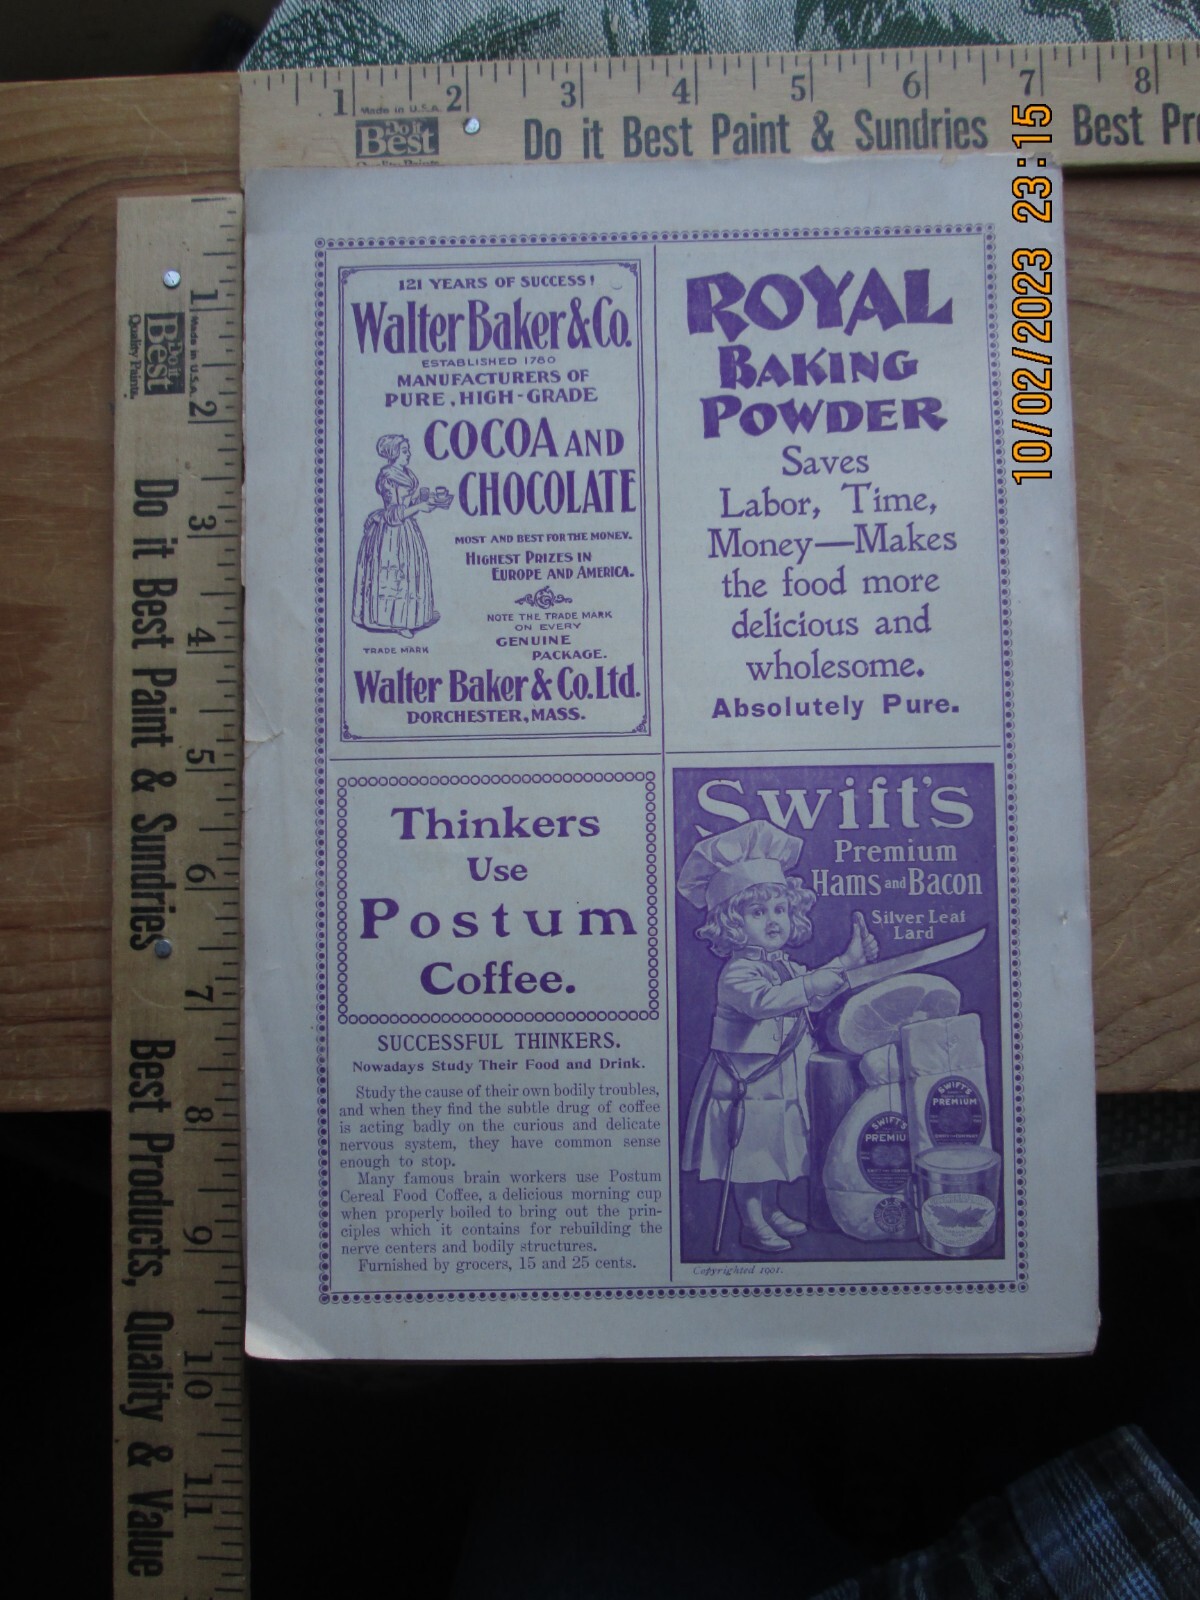 1 2 3 4 5 6 7 8
Made in U.S.A.
Do it
Best
Quality Paints
Do it Best Paint & Sundries
Best Pr
10/02/2023 23:15
1 2 3 4 5 6 7 8 9 10 11
Made in U.S.A.
Do it
Best
Quality Paints.
Do it Best Paint & Sundries
Best Products, Quality & Value
121 YEARS OF SUCCESS!
Walter Baker & Co.
ESTABLISHED 1780
MANUFACTURERS OF
PURE, HIGH-GRADE
COCOA AND
CHOCOLATE
MOST AND BEST FOR THE MONEY.
HIGHEST PRIZES IN
EUROPE AND AMERICA.
NOTE THE TRADE MARK
ON EVERY
GENUINE
PACKAGE.
TRADE MARK
Walter Baker & Co. Ltd.
DORCHESTER, MASS.
ROYAL
BAKING
POWDER
Saves
Labor, Time,
Money—Makes
the food more
delicious and
wholesome.
Absolutely Pure.
Thinkers
Use
Postum
Coffee.
SUCCESSFUL THINKERS.
Nowadays Study Their Food and Drink.
Study the cause of their own bodily troubles,
and when they find the subtle drug of coffee
is acting badly on the curious and delicate
nervous system, they have common sense
enough to stop.
Many famous brain workers use Postum
Cereal Food Coffee, a delicious morning cup
when properly boiled to bring out the prin-
ciples which it contains for rebuilding the
nerve centers and bodily structures.
Furnished by grocers, 15 and 25 cents.
Swift's
Premium
Hams and Bacon
Silver Leaf
Lard
SWIFT'S
PREMIUM
SWIFT'S
PREMIU
Copyrighted 1901.